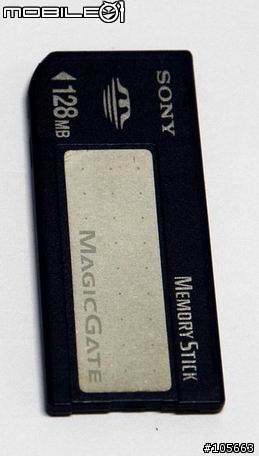 MOBILE01
SONY
128MB
MEMORY STICK
MAGICGATE
#105663